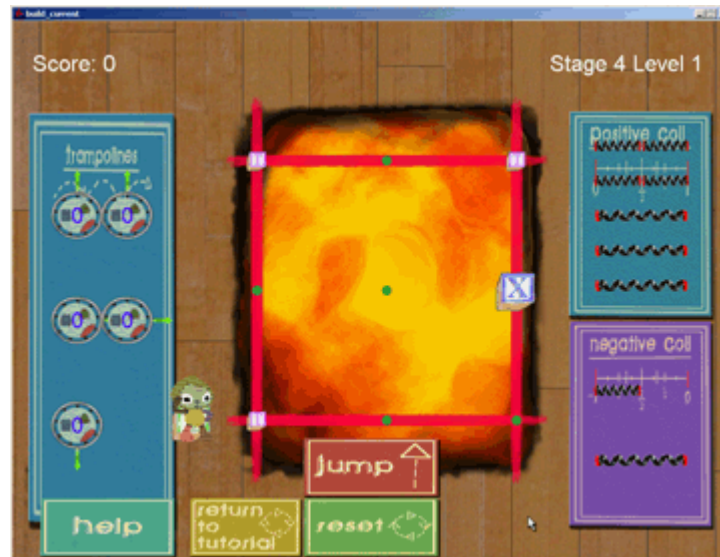 build_current
Score: 0
Stage 4 Level 1
trampolines
0 0
0 0
0
X
positive coil
negative coil
jump
help
return
to
tutorial
reset